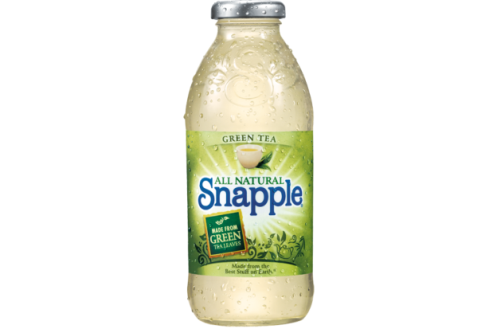 GREEN TEA
ALL NATURAL
Snapple®
MADE FROM
GREEN
TEA LEAVES
Made from the
Best Stuff on Earth®